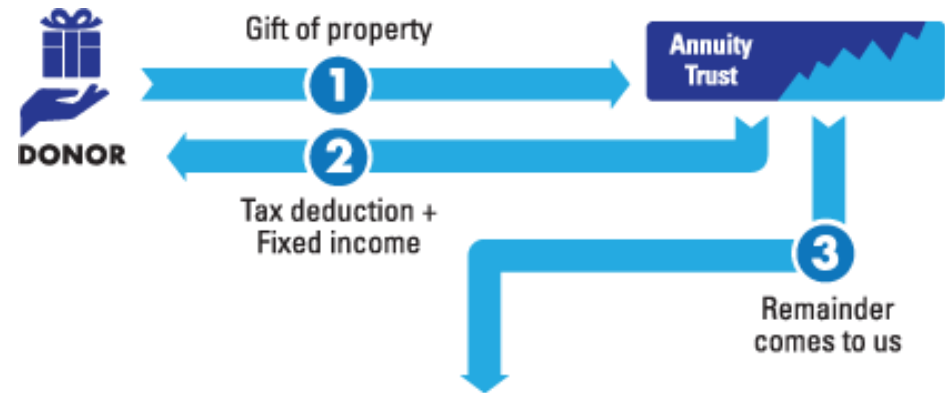 Gift of property
1
Annuity
Trust
DONOR
2
Tax deduction +
Fixed income
3
Remainder
comes to us